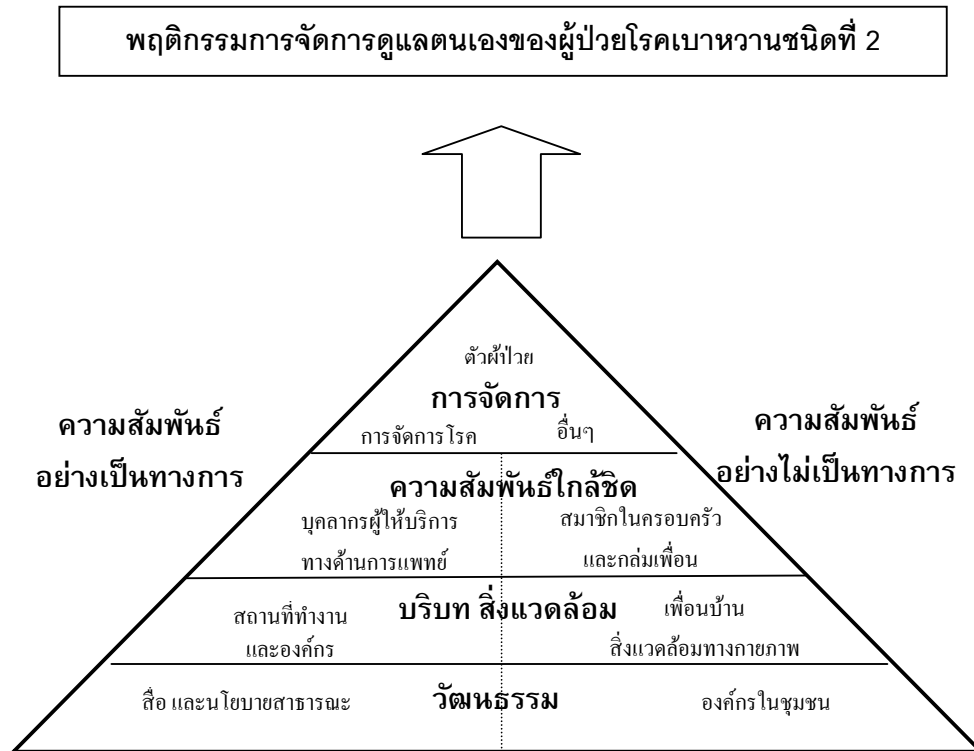 พฤติกรรมการจัดการดูแลตนเองของผู้ป่วยโรคเบาหวานชนิดที่ 2
ตัวผู้ป่วย
การจัดการ
การจัดการโรค อื่นๆ
ความสัมพันธ์
อย่างเป็นทางการ
ความสัมพันธ์
อย่างไม่เป็นทางการ
ความสัมพันธ์ใกล้ชิด
บุคลากรผู้ให้บริการ
ทางด้านการแพทย์
สมาชิกในครอบครัว
และกลุ่มเพื่อน
บริบท สิ่งแวดล้อม
สถานที่ทำงาน
และองค์กร
เพื่อนบ้าน
สิ่งแวดล้อมทางกายภาพ
วัฒนธรรม
สื่อ และนโยบายสาธารณะ
องค์กรในชุมชน